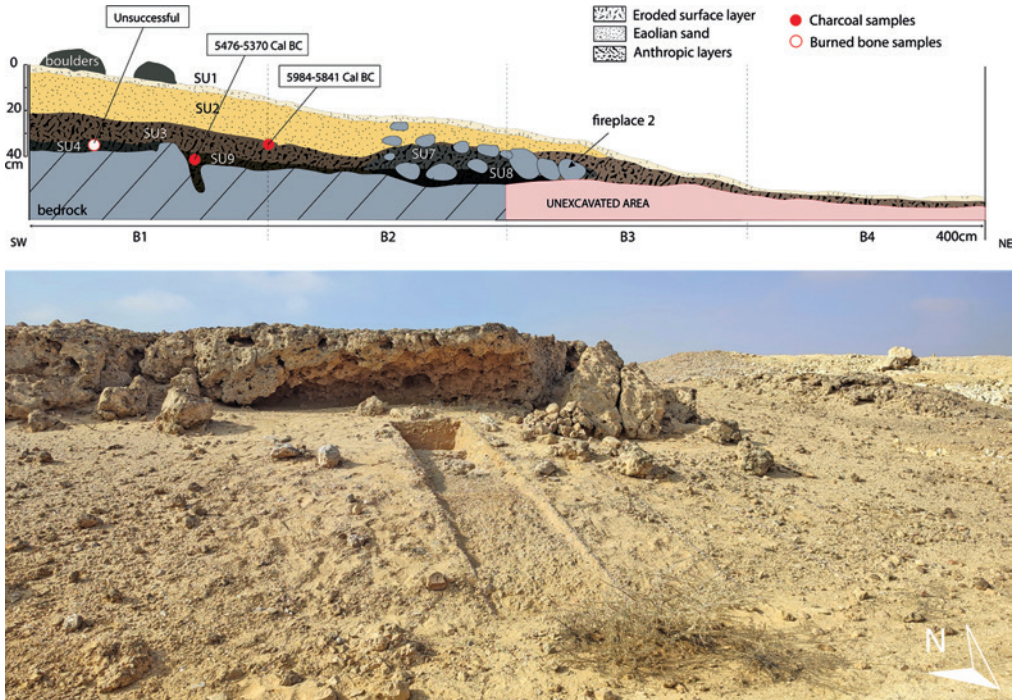 Unsuccessful
5476-5370 Cal BC
5984-5841 Cal BC
Eroded surface layer
Eaolian sand
Anthropic layers
Charcoal samples
Burned bone samples
boulders
0
20
40
cm
SU1
SU2
SU3
SU4
SU9
SU7
SU8
fireplace 2
bedrock
UNEXCAVATED AREA
SW
B1
B2
B3
B4
400cm
NE
N